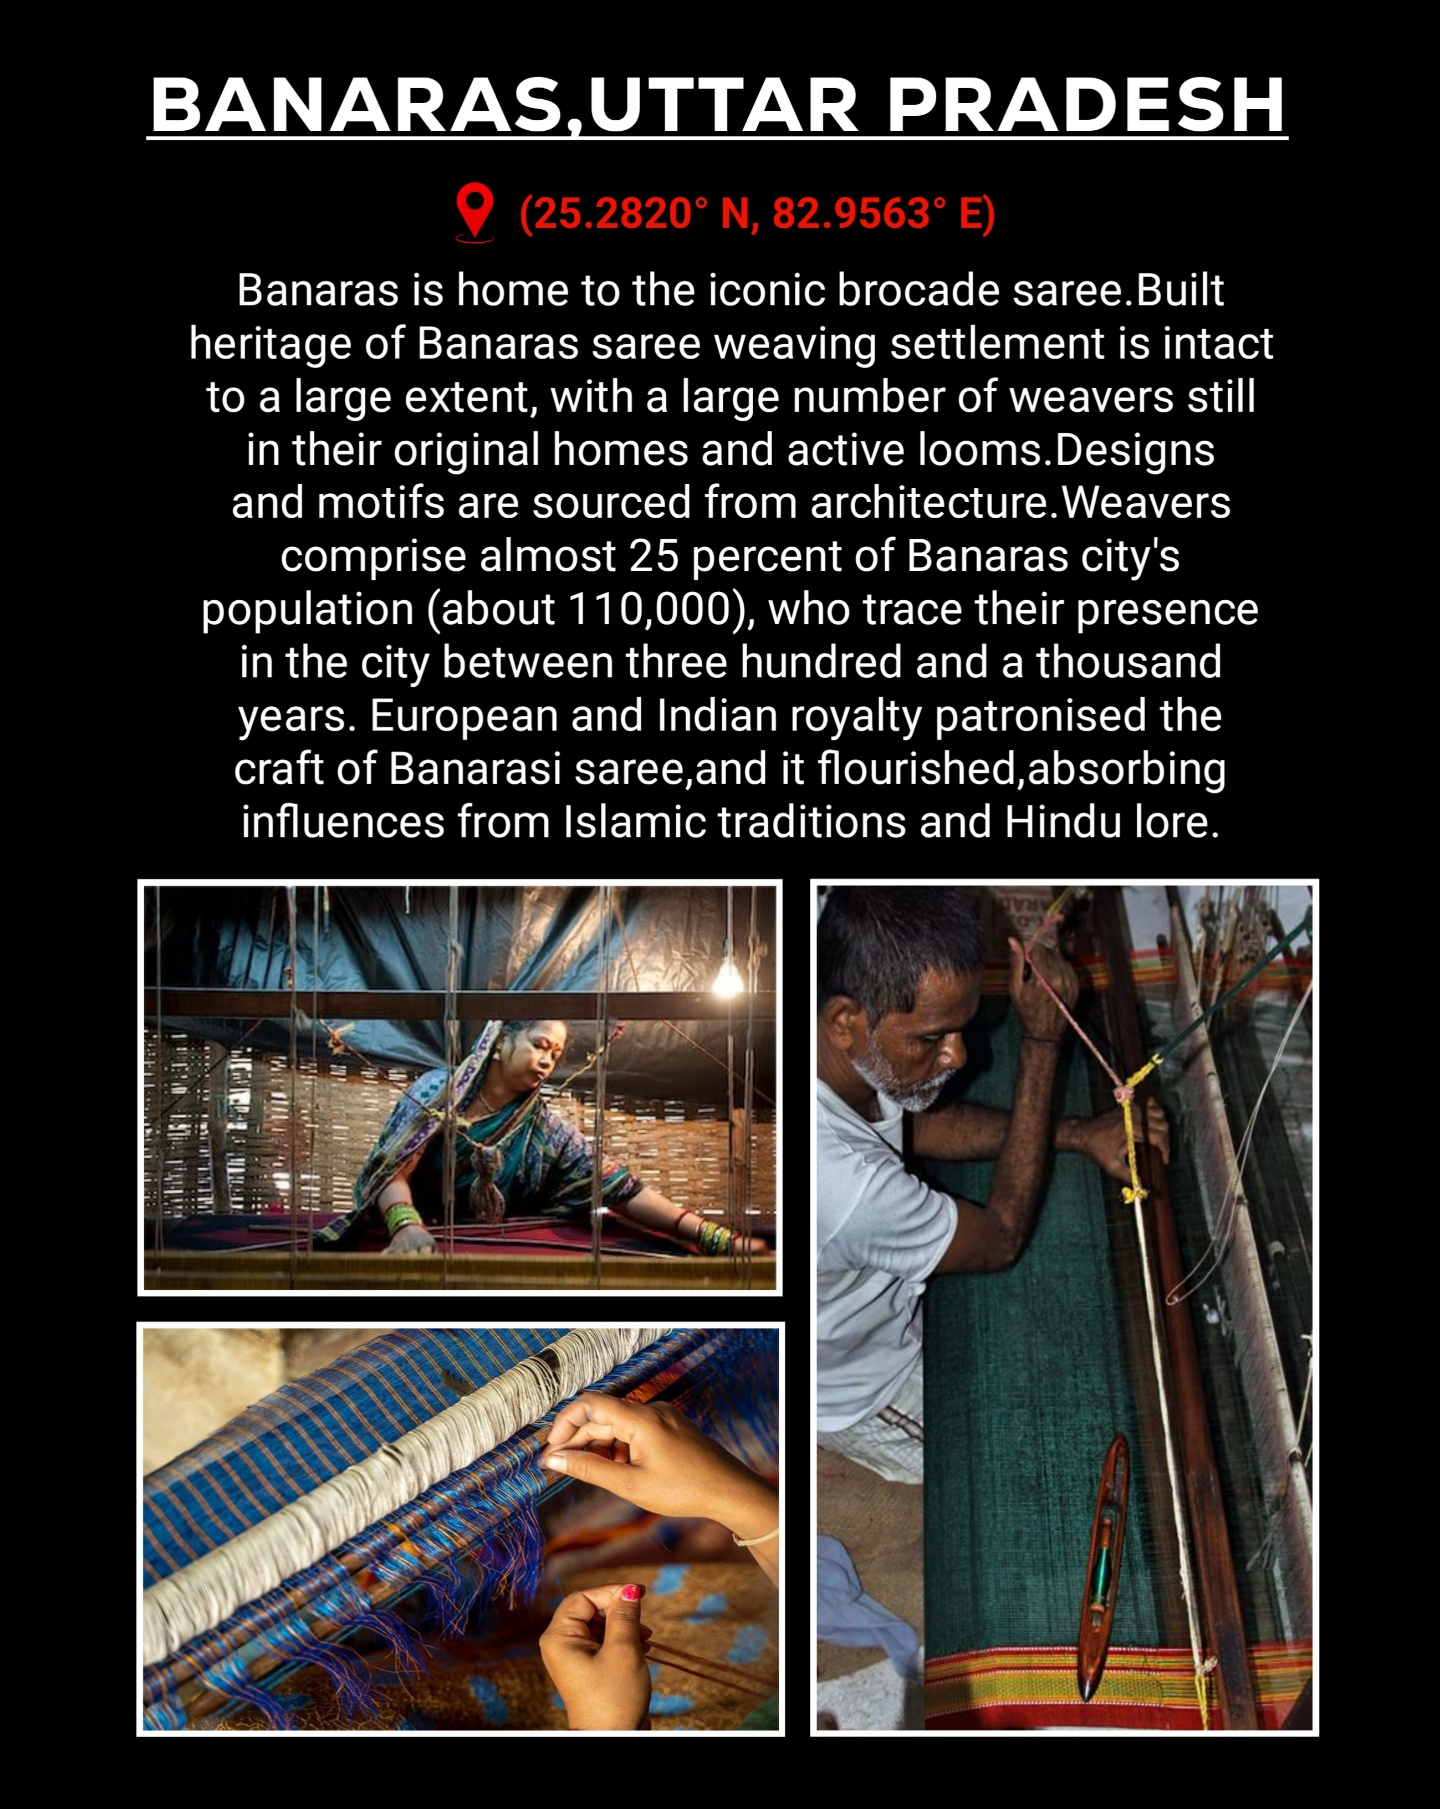 BANARAS,UTTAR PRADESH
(25.2820° N, 82.9563° E)
Banaras is home to the iconic brocade saree.Built
heritage of Banaras saree weaving settlement is intact
to a large extent, with a large number of weavers still
in their original homes and active looms.Designs
and motifs are sourced from architecture.Weavers
comprise almost 25 percent of Banaras city's
population (about 110,000), who trace their presence
in the city between three hundred and a thousand
years. European and Indian royalty patronised the
craft of Banarasi saree,and it flourished,absorbing
influences from Islamic traditions and Hindu lore.